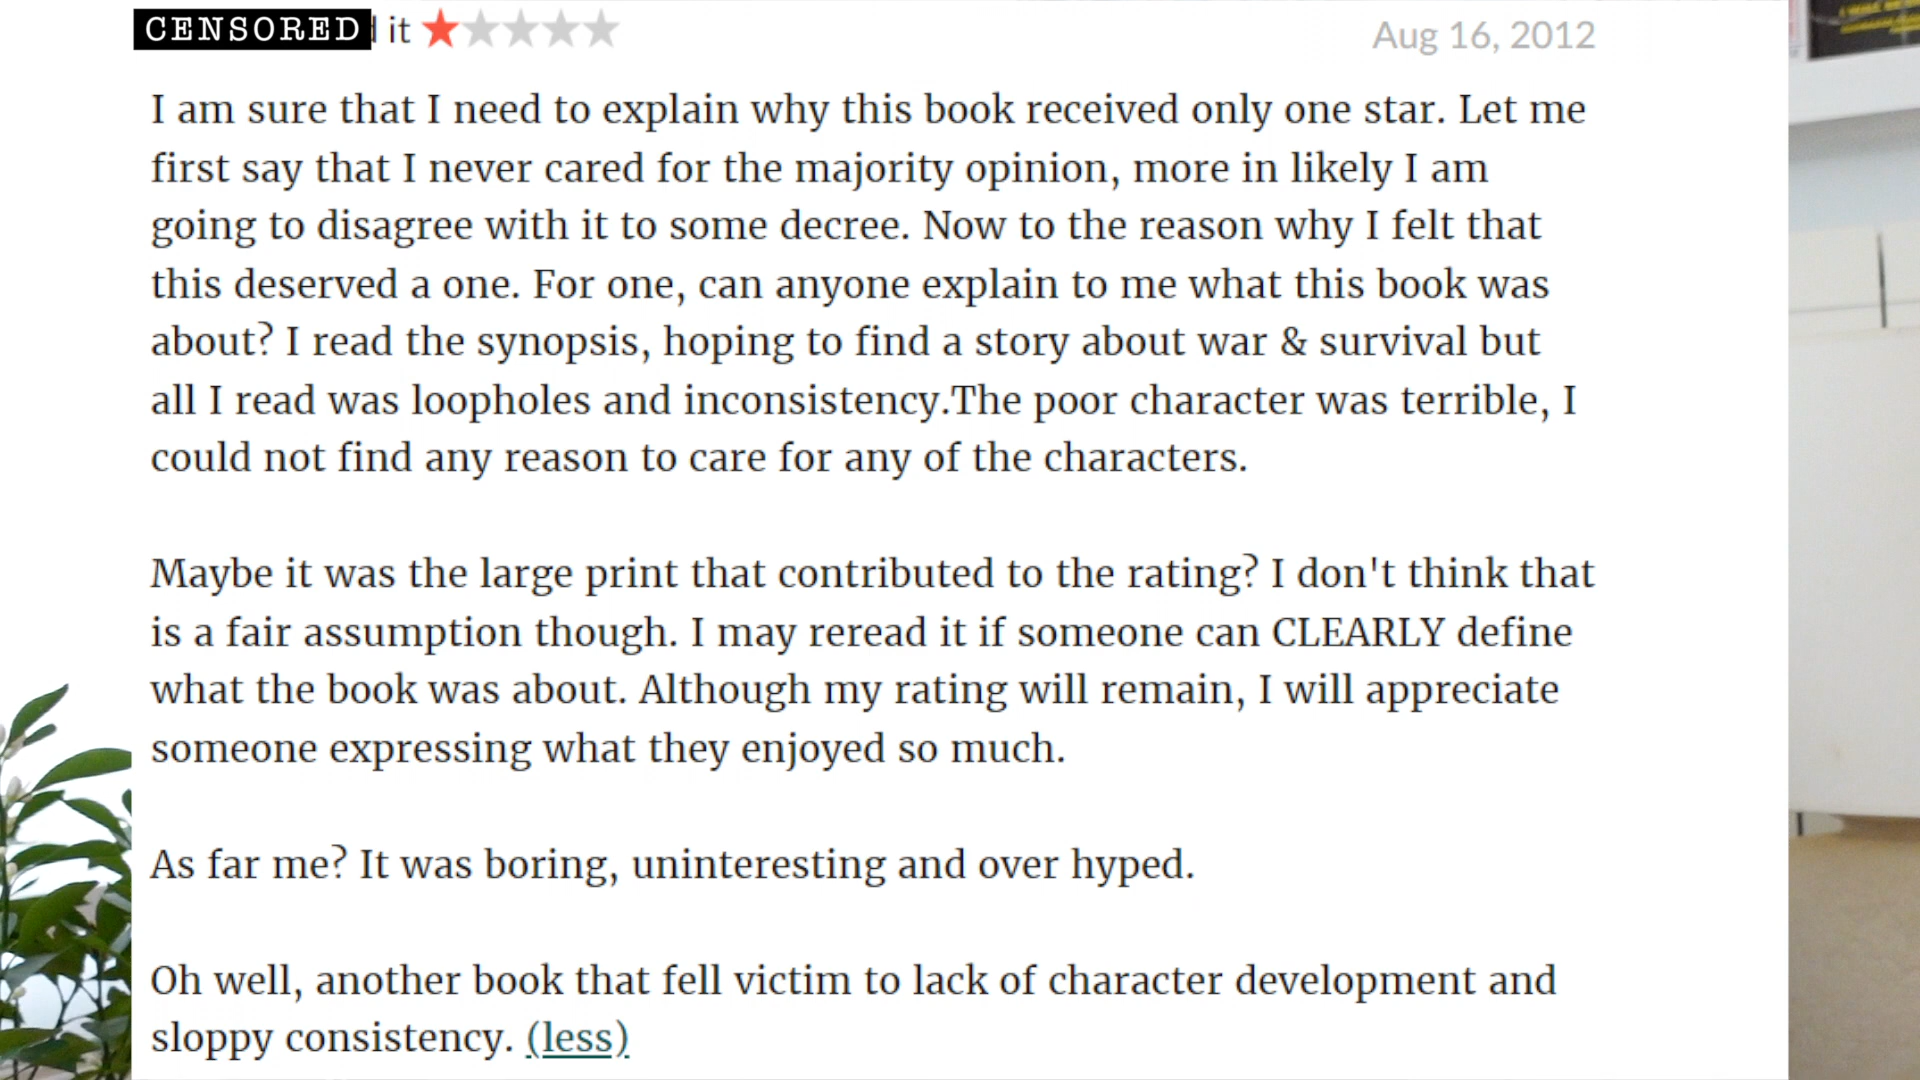 CENSORED it
Aug 16, 2012
I am sure that I need to explain why this book received only one star. Let me
first say that I never cared for the majority opinion, more in likely I am
going to disagree with it to some decree. Now to the reason why I felt that
this deserved a one. For one, can anyone explain to me what this book was
about? I read the synopsis, hoping to find a story about war & survival but
all I read was loopholes and inconsistency.The poor character was terrible, I
could not find any reason to care for any of the characters.
Maybe it was the large print that contributed to the rating? I don't think that
is a fair assumption though. I may reread it if someone can CLEARLY define
what the book was about. Although my rating will remain, I will appreciate
someone expressing what they enjoyed so much.
As far me? It was boring, uninteresting and over hyped.
Oh well, another book that fell victim to lack of character development and
sloppy consistency. (less)